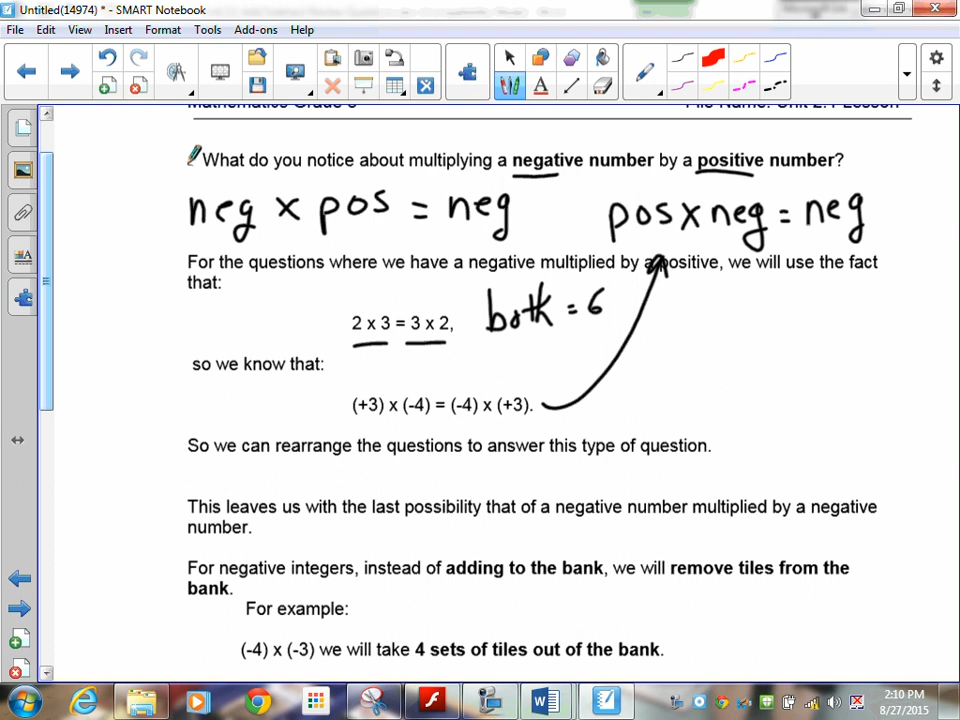 Untitled(14974) * - SMART Notebook
File Edit View Insert Format Tools Add-ons Help
What do you notice about multiplying a negative number by a positive number?
neg x pos = neg pos x neg = neg
For the questions where we have a negative multiplied by a positive, we will use the fact
that:
2 x 3 = 3 x 2, both = 6
so we know that:
(+3) x (-4) = (-4) x (+3).
So we can rearrange the questions to answer this type of question.
This leaves us with the last possibility that of a negative number multiplied by a negative
number.
For negative integers, instead of adding to the bank, we will remove tiles from the
bank.
For example:
(-4) x (-3) we will take 4 sets of tiles out of the bank.
2:10 PM
8/27/2015